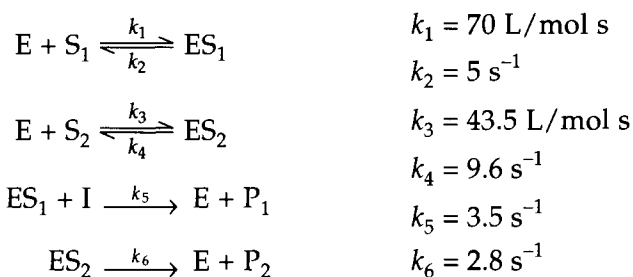 E + S₁ ⇌ ES₁ k₁ k₂
k₁ = 70 L/mol s
k₂ = 5 s⁻¹
E + S₂ ⇌ ES₂ k₃ k₄
k₃ = 43.5 L/mol s
k₄ = 9.6 s⁻¹
ES₁ + I —k₅→ E + P₁
k₅ = 3.5 s⁻¹
ES₂ —k₆→ E + P₂
k₆ = 2.8 s⁻¹